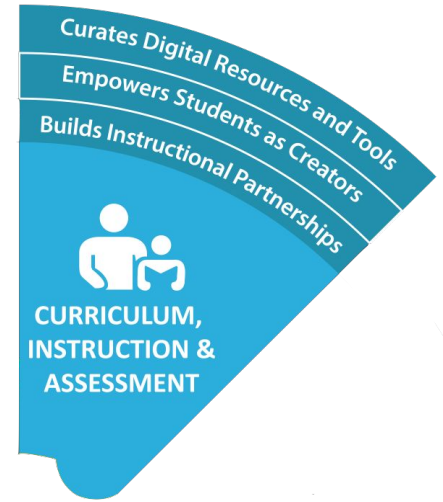 Curates Digital Resources and Tools
Empowers Students as Creators
Builds Instructional Partnerships
CURRICULUM,
INSTRUCTION &
ASSESSMENT